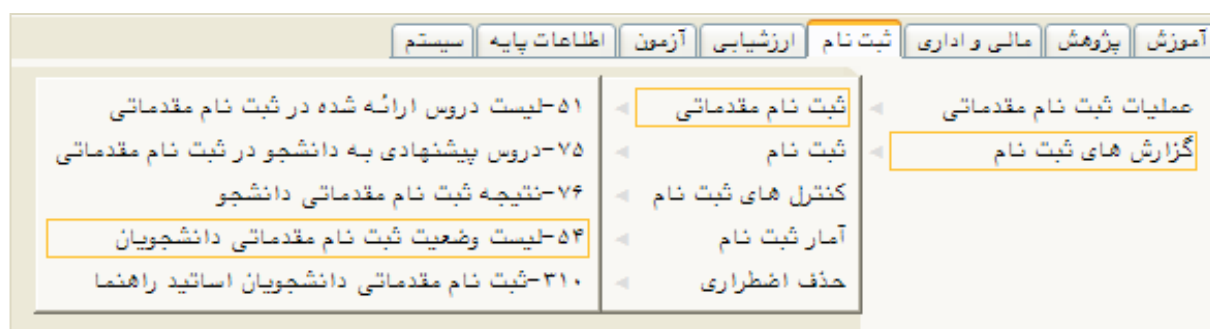 آموزش پژوهش مالی و اداری ثبت نام ارزشیابی آزمون اطلاعات پایه سیستم
عملیات ثبت نام مقدماتی
گزارش های ثبت نام
ثبت نام مقدماتی
ثبت نام
کنترل های ثبت نام
آمار ثبت نام
حذف اضطراری
۵۱-لیست دروس ارائه شده در ثبت نام مقدماتی
۷۵-دروس پیشنهادی به دانشجو در ثبت نام مقدماتی
۷۶-نتیجه ثبت نام مقدماتی دانشجو
۵۴-لیست وضعیت ثبت نام مقدماتی دانشجویان
۳۱۰-ثبت نام مقدماتی دانشجویان اساتید راهنما